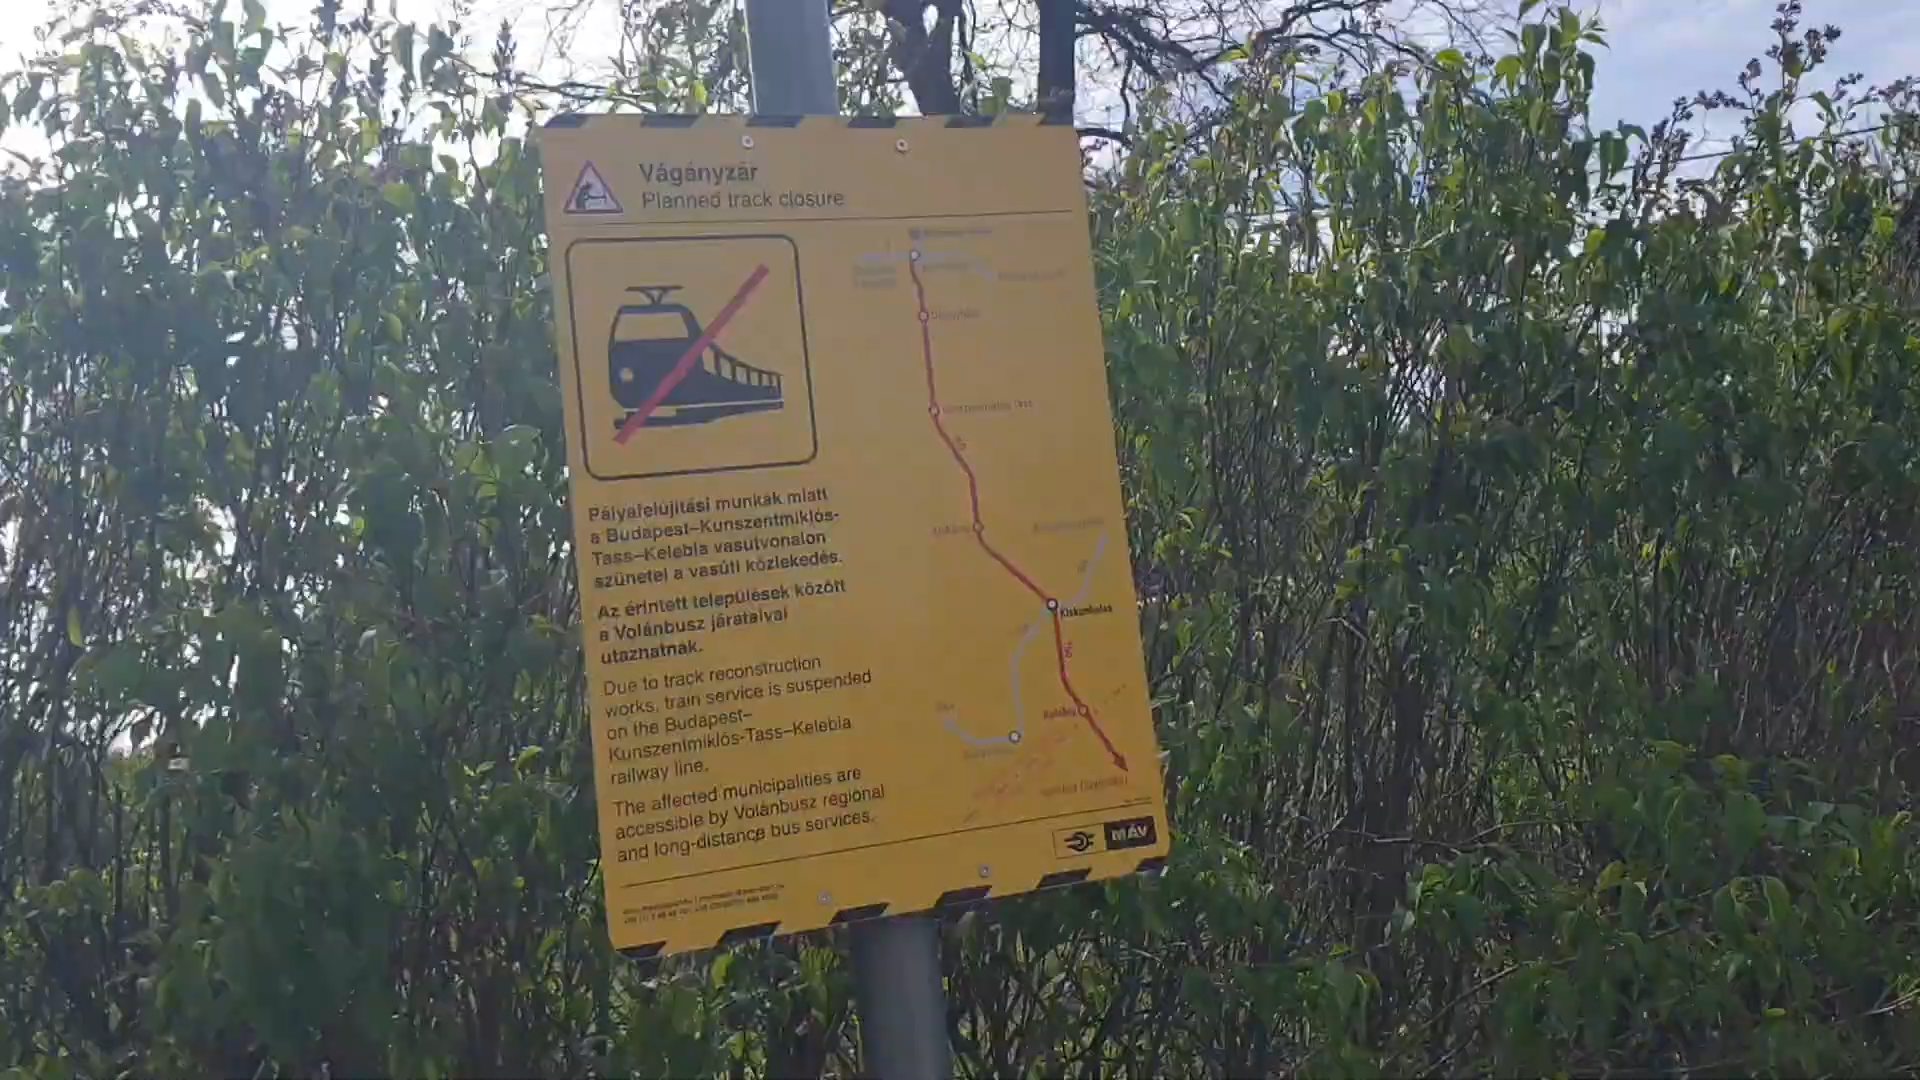 Vágányzár
Planned track closure
Pályafelújítási munkák miatt
a Budapest–Kunszentmiklós-
Tass–Kelebia vasútvonalon
szünetel a vasúti közlekedés.
Az érintett települések között
a Volánbusz járataival
utazhatnak.
Due to track reconstruction
works, train service is suspended
on the Budapest–
Kunszentmiklós-Tass–Kelebia
railway line.
The affected municipalities are
accessible by Volánbusz regional
and long-distance bus services.
Kiskunhalas
150
Kelebia
MÁV